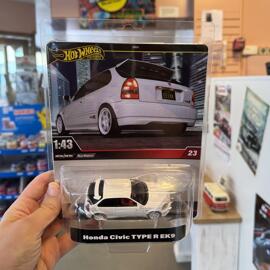 Hot Wheels
1:43
23
Honda Civic TYPE R EK9